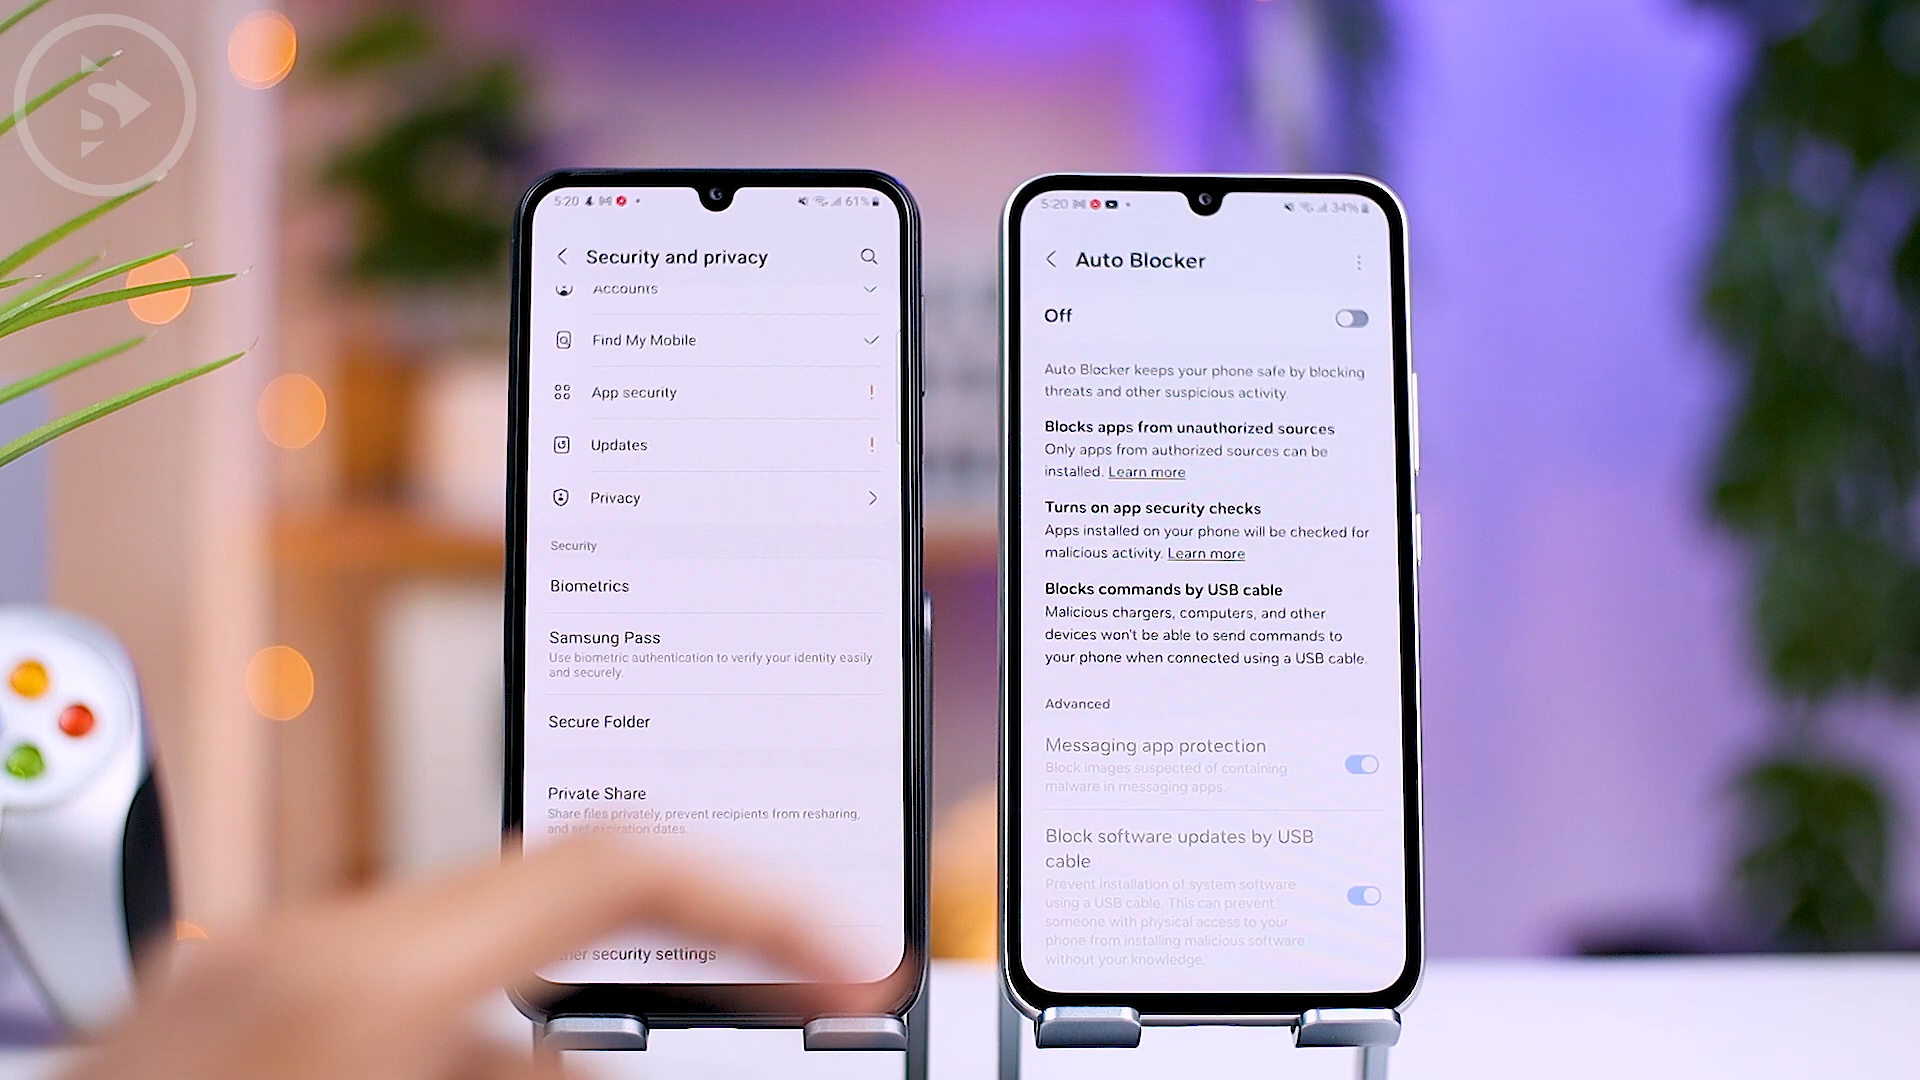 S
5:20
61%
Security and privacy
Accounts
Find My Mobile
App security
!
Updates
!
Privacy
Security
Biometrics
Samsung Pass
Use biometric authentication to verify your identity easily
and securely.
Secure Folder
Private Share
Share files privately, prevent recipients from resharing,
and set expiration dates.
security settings
5:20
34%
Auto Blocker
Off
Auto Blocker keeps your phone safe by blocking
threats and other suspicious activity.
Blocks apps from unauthorized sources
Only apps from authorized sources can be
installed. Learn more
Turns on app security checks
Apps installed on your phone will be checked for
malicious activity. Learn more
Blocks commands by USB cable
Malicious chargers, computers, and other
devices won't be able to send commands to
your phone when connected using a USB cable.
Advanced
Messaging app protection
Block images suspected of containing
malware in messaging apps.
Block software updates by USB
cable
Prevent installation of system software
using a USB cable. This can prevent
someone with physical access to your
phone from installing malicious software
without your knowledge.